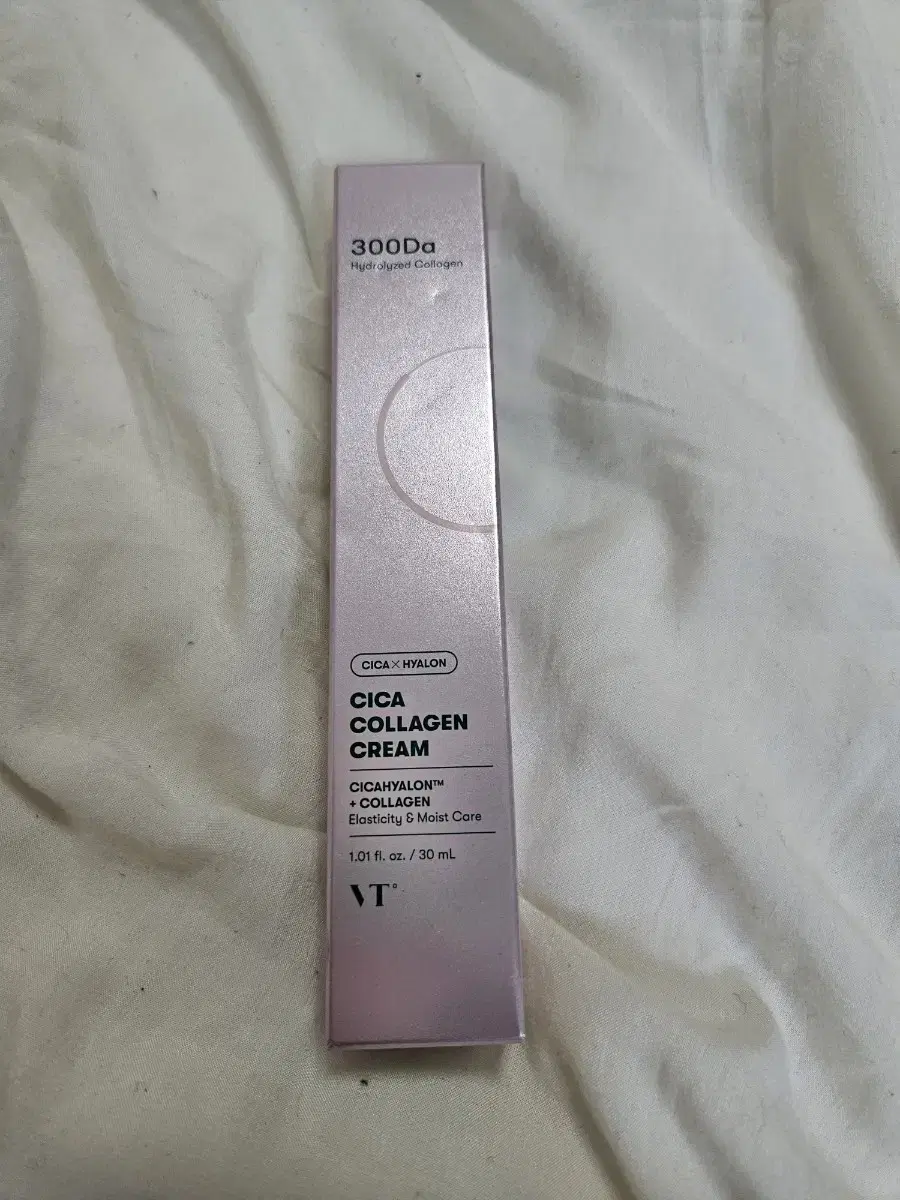 300Da
Hydrolyzed Collagen
CICA×HYALON
CICA
COLLAGEN
CREAM
CICAHYALON™
+ COLLAGEN
Elasticity & Moist Care
1.01 fl. oz. / 30 mL
VT°